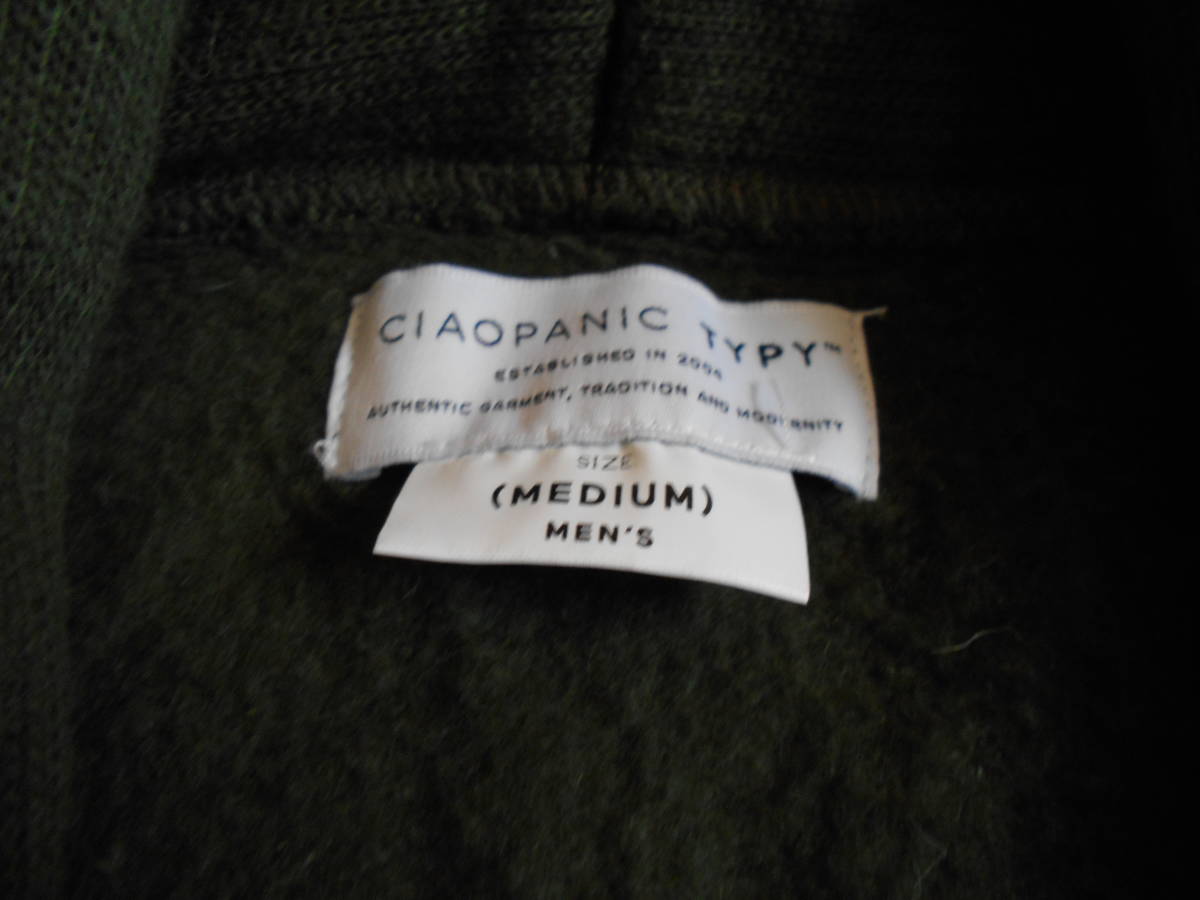 CIAOPANIC TYPY™
ESTABLISHED IN 2004
AUTHENTIC GARMENT, TRADITION AND MODERNITY
SIZE
(MEDIUM)
MEN'S